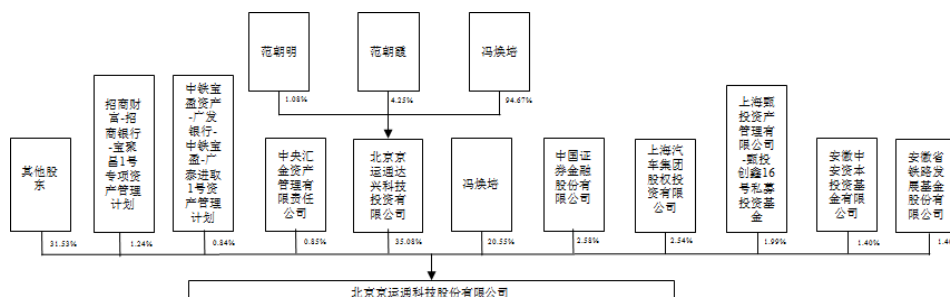 范朝明
范朝霞
冯焕培
1.08%
4.25%
94.67%
其他股
东
31.53%
招商财
富-招
商银行
-宝聚
昌1号
专项资
产管理
计划
1.24%
中铁宝
盈资产
-广发
银行-
中铁宝
盈-广
泰进取
1号资
产管理
计划
0.84%
中央汇
金资产
管理有
限责任
公司
0.85%
北京京
运通达
兴科技
投资有
限公司
35.08%
冯焕培
20.55%
中国证
券金融
股份有
限公司
2.58%
上海汽
车集团
股权投
资有限
公司
2.54%
上海甄
投资产
管理有
限公司
-甄投
创鑫16
号私募
投资基
金
1.99%
安徽中
安资本
投资基
金有限
公司
1.40%
安徽省
铁路发
展基金
股份有
限公司
北京京运通科技股份有限公司